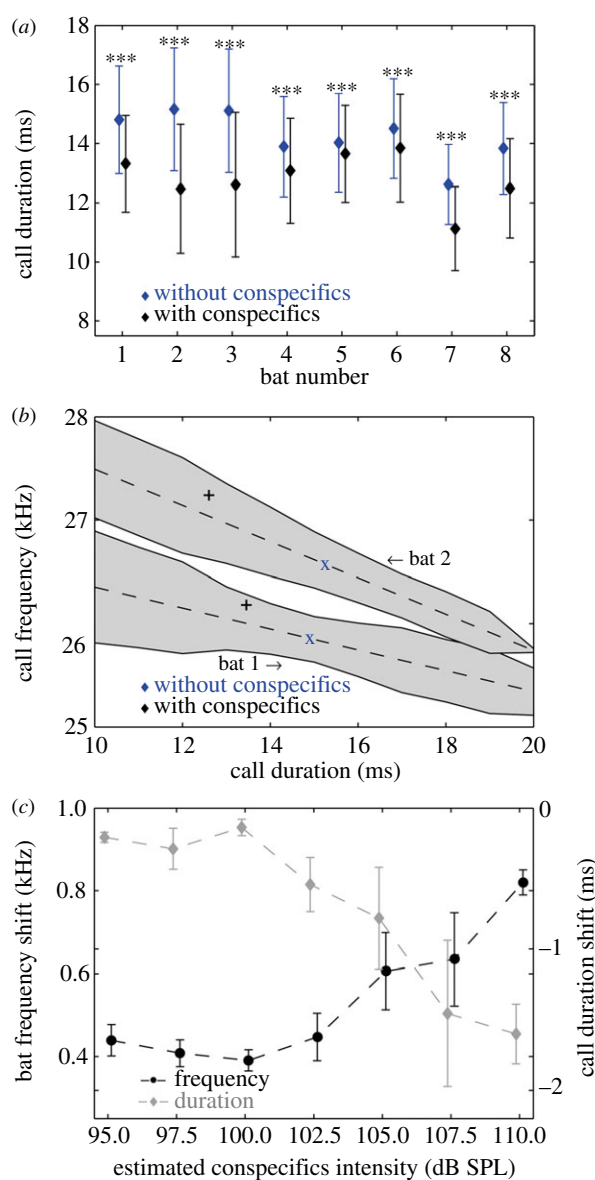 (a)
18
16
14
12
10
8
call duration (ms)
*** *** *** *** *** *** *** ***
without conspecifics
with conspecifics
1 2 3 4 5 6 7 8
bat number
(b)
28
27
26
25
call frequency (kHz)
x
+
← bat 2
+
x
bat 1 →
without conspecifics
with conspecifics
10 12 14 16 18 20
call duration (ms)
(c)
1.0
0.8
0.6
0.4
bat frequency shift (kHz)
0
–1
–2
call duration shift (ms)
frequency
duration
95.0 97.5 100.0 102.5 105.0 107.5 110.0
estimated conspecifics intensity (dB SPL)